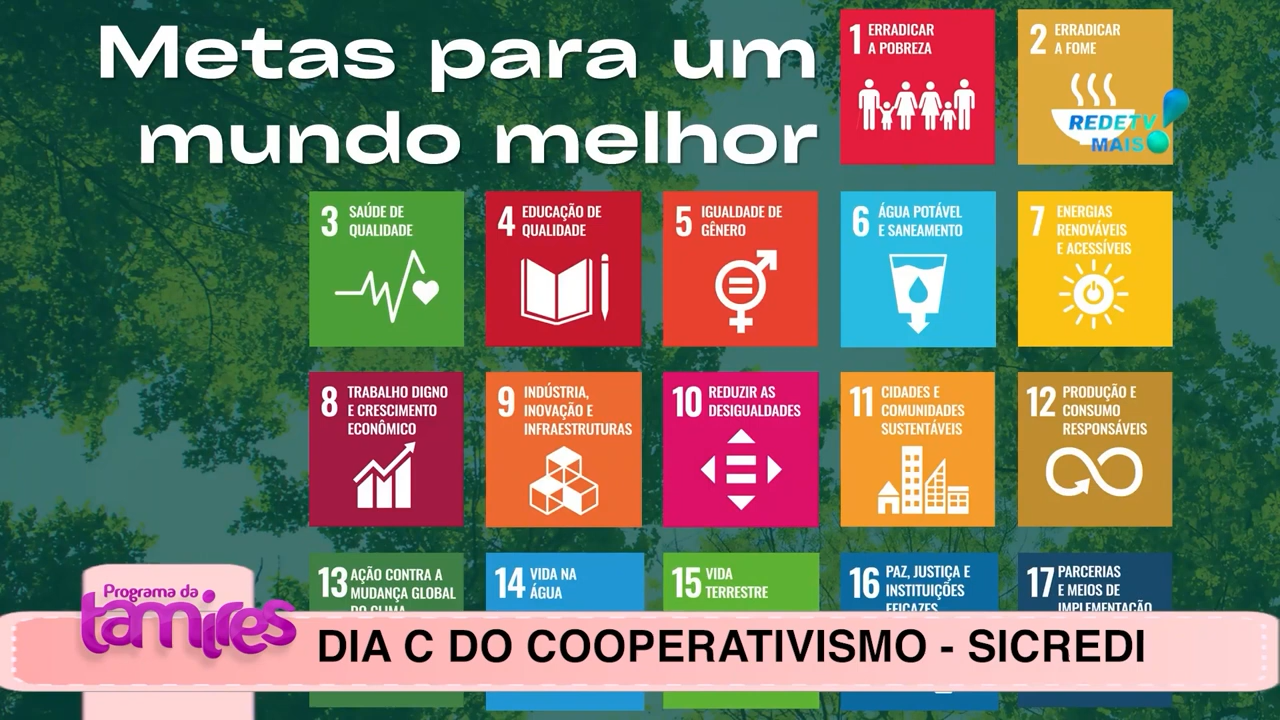 Metas para um
mundo melhor
1 ERRADICAR
A POBREZA
2 ERRADICAR
A FOME
REDETV!
MAIS
3 SAÚDE DE
QUALIDADE
4 EDUCAÇÃO DE
QUALIDADE
5 IGUALDADE DE
GÊNERO
6 ÁGUA POTÁVEL
E SANEAMENTO
7 ENERGIAS
RENOVÁVEIS
E ACESSÍVEIS
8 TRABALHO DIGNO
E CRESCIMENTO
ECONÔMICO
9 INDÚSTRIA,
INOVAÇÃO E
INFRAESTRUTURAS
10 REDUZIR AS
DESIGUALDADES
11 CIDADES E
COMUNIDADES
SUSTENTÁVEIS
12 PRODUÇÃO E
CONSUMO
RESPONSÁVEIS
13 AÇÃO CONTRA A
MUDANÇA GLOBAL
DO CLIMA
14 VIDA NA
ÁGUA
15 VIDA
TERRESTRE
16 PAZ, JUSTIÇA E
INSTITUIÇÕES
EFICAZES
17 PARCERIAS
E MEIOS DE
IMPLEMENTAÇÃO
Programa da
tamires
DIA C DO COOPERATIVISMO - SICREDI